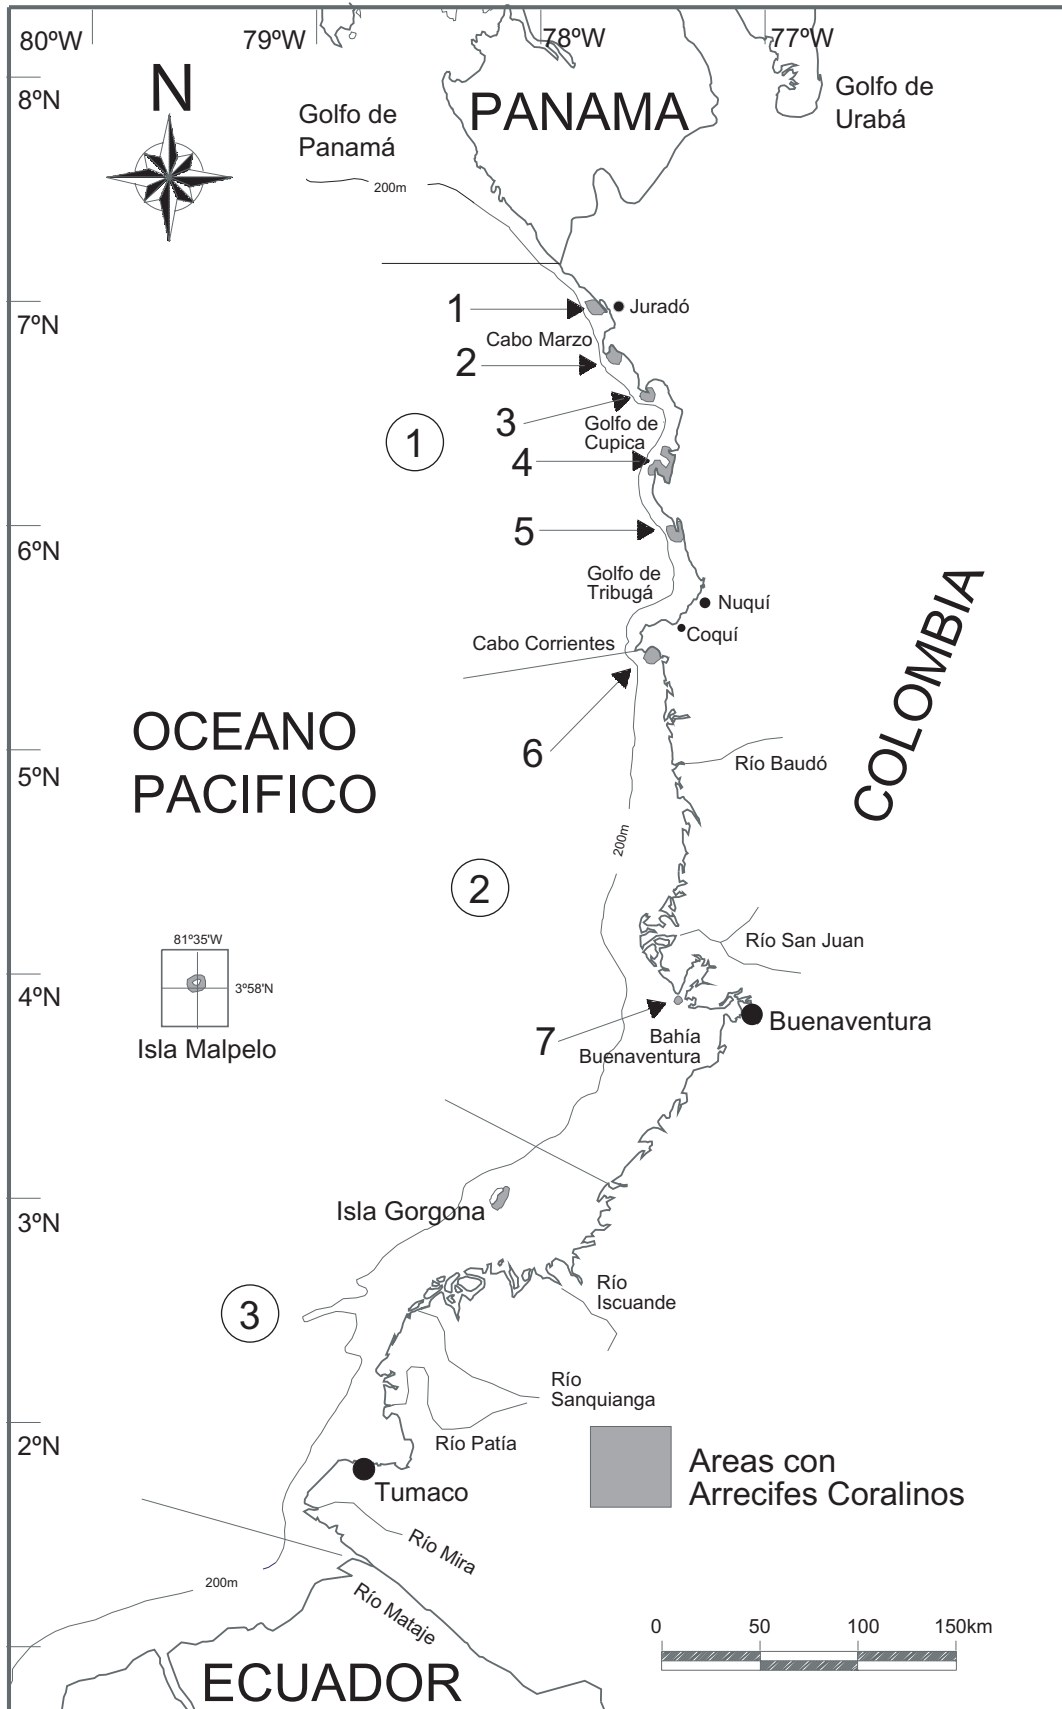 80ºW
79ºW
78ºW
77ºW
8ºN
N
Golfo de
Panamá
PANAMA
Golfo de
Urabá
200m
7ºN
1
Juradó
Cabo Marzo
2
3
Golfo de
Cupica
1
4
5
6ºN
Golfo de
Tribugá
Nuquí
Coquí
Cabo Corrientes
COLOMBIA
OCEANO
PACIFICO
6
5ºN
Río Baudó
200m
2
81º35'W
3º58'N
Isla Malpelo
Río San Juan
4ºN
7
Buenaventura
Bahía
Buenaventura
3ºN
Isla Gorgona
Río
Iscuande
3
Río
Sanquianga
2ºN
Río Patía
Areas con
Arrecifes Coralinos
Tumaco
Río Mira
200m
Río Mataje
0
50
100
150km
ECUADOR